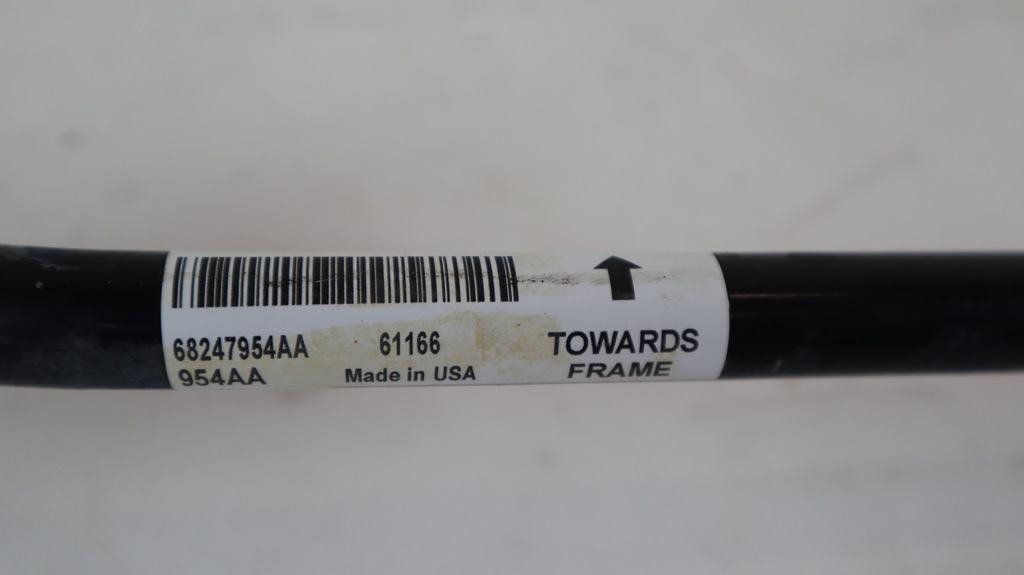 68247954AA 61166 TOWARDS
954AA Made in USA FRAME